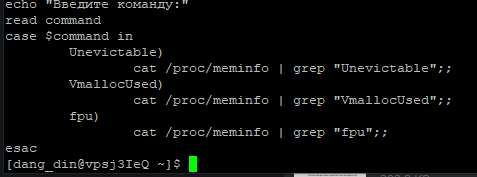 echo "Введите команду:"
read command
case $command in
Unevictable)
cat /proc/meminfo | grep "Unevictable";;
VmallocUsed)
cat /proc/meminfo | grep "VmallocUsed";;
fpu)
cat /proc/meminfo | grep "fpu";;
esac
[dang_din@vpsj3IeQ ~]$